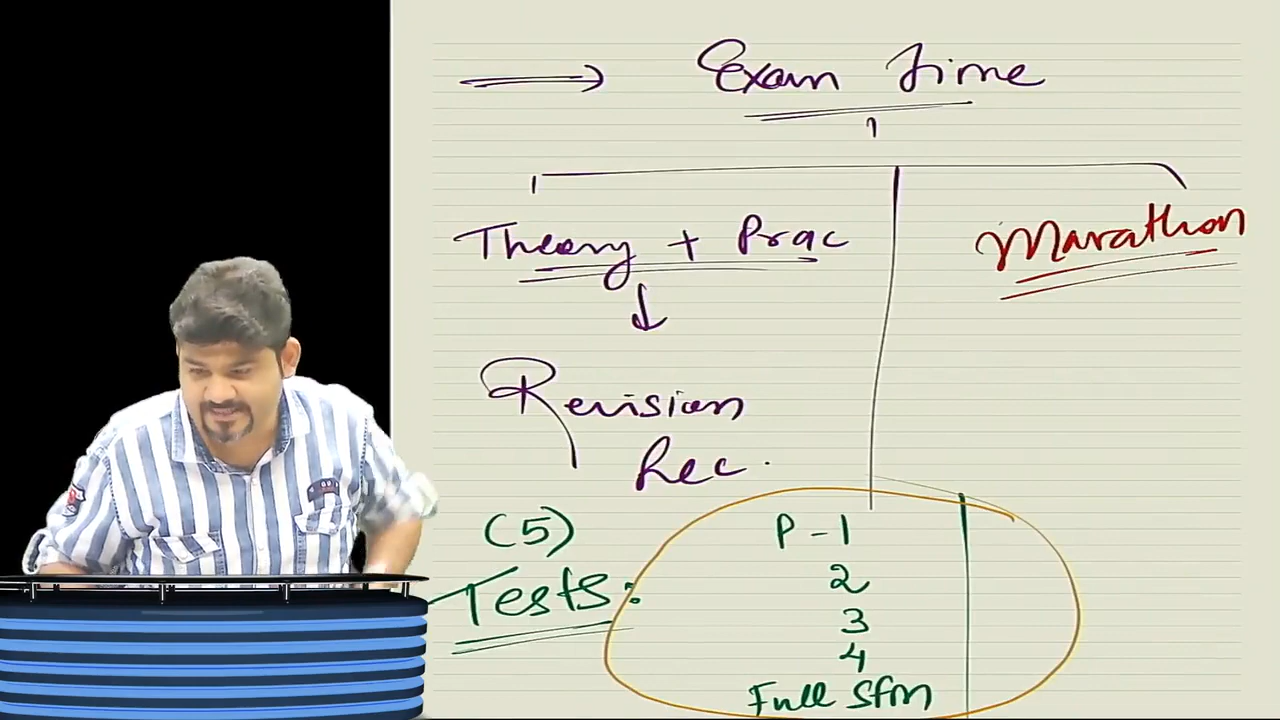 Exam Time
Theory + Prac
Marathon
Revision
Rec.
(5)
Tests:
P-1
2
3
4
Full Sfm